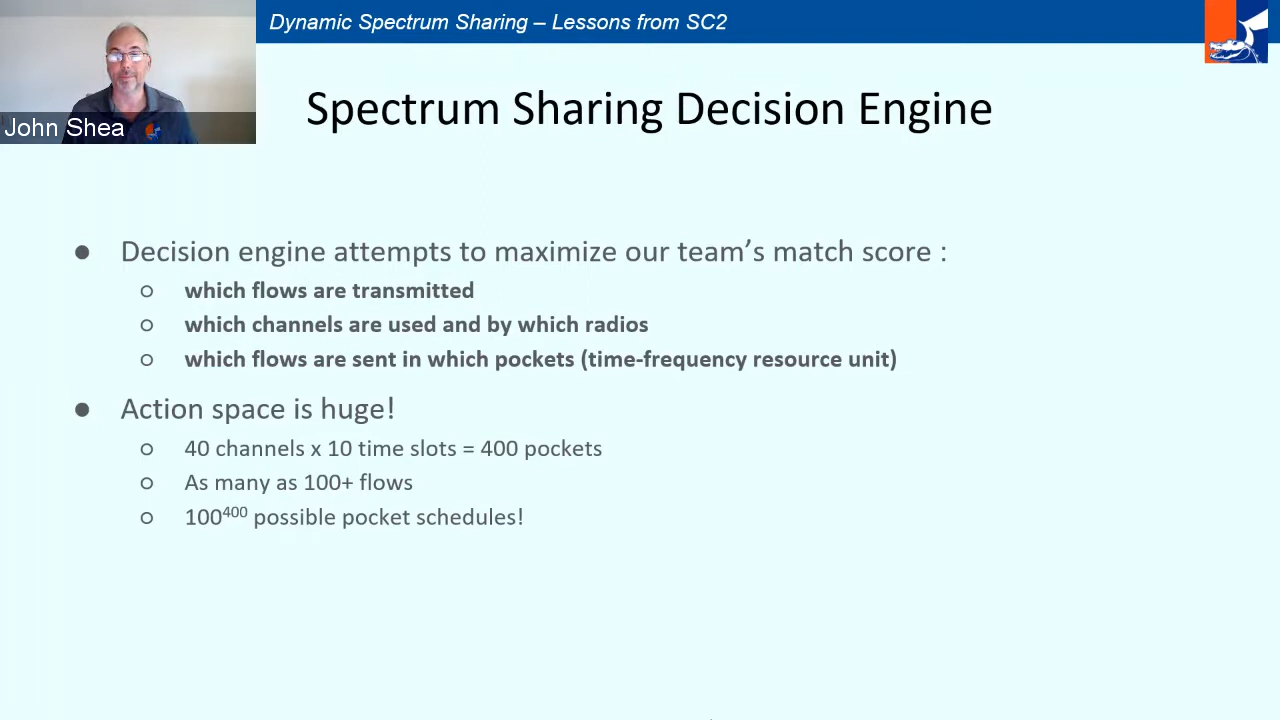 Dynamic Spectrum Sharing – Lessons from SC2
John Shea
Spectrum Sharing Decision Engine
● Decision engine attempts to maximize our team’s match score :
○ which flows are transmitted
○ which channels are used and by which radios
○ which flows are sent in which pockets (time-frequency resource unit)
● Action space is huge!
○ 40 channels x 10 time slots = 400 pockets
○ As many as 100+ flows
○ 100⁴⁰⁰ possible pocket schedules!